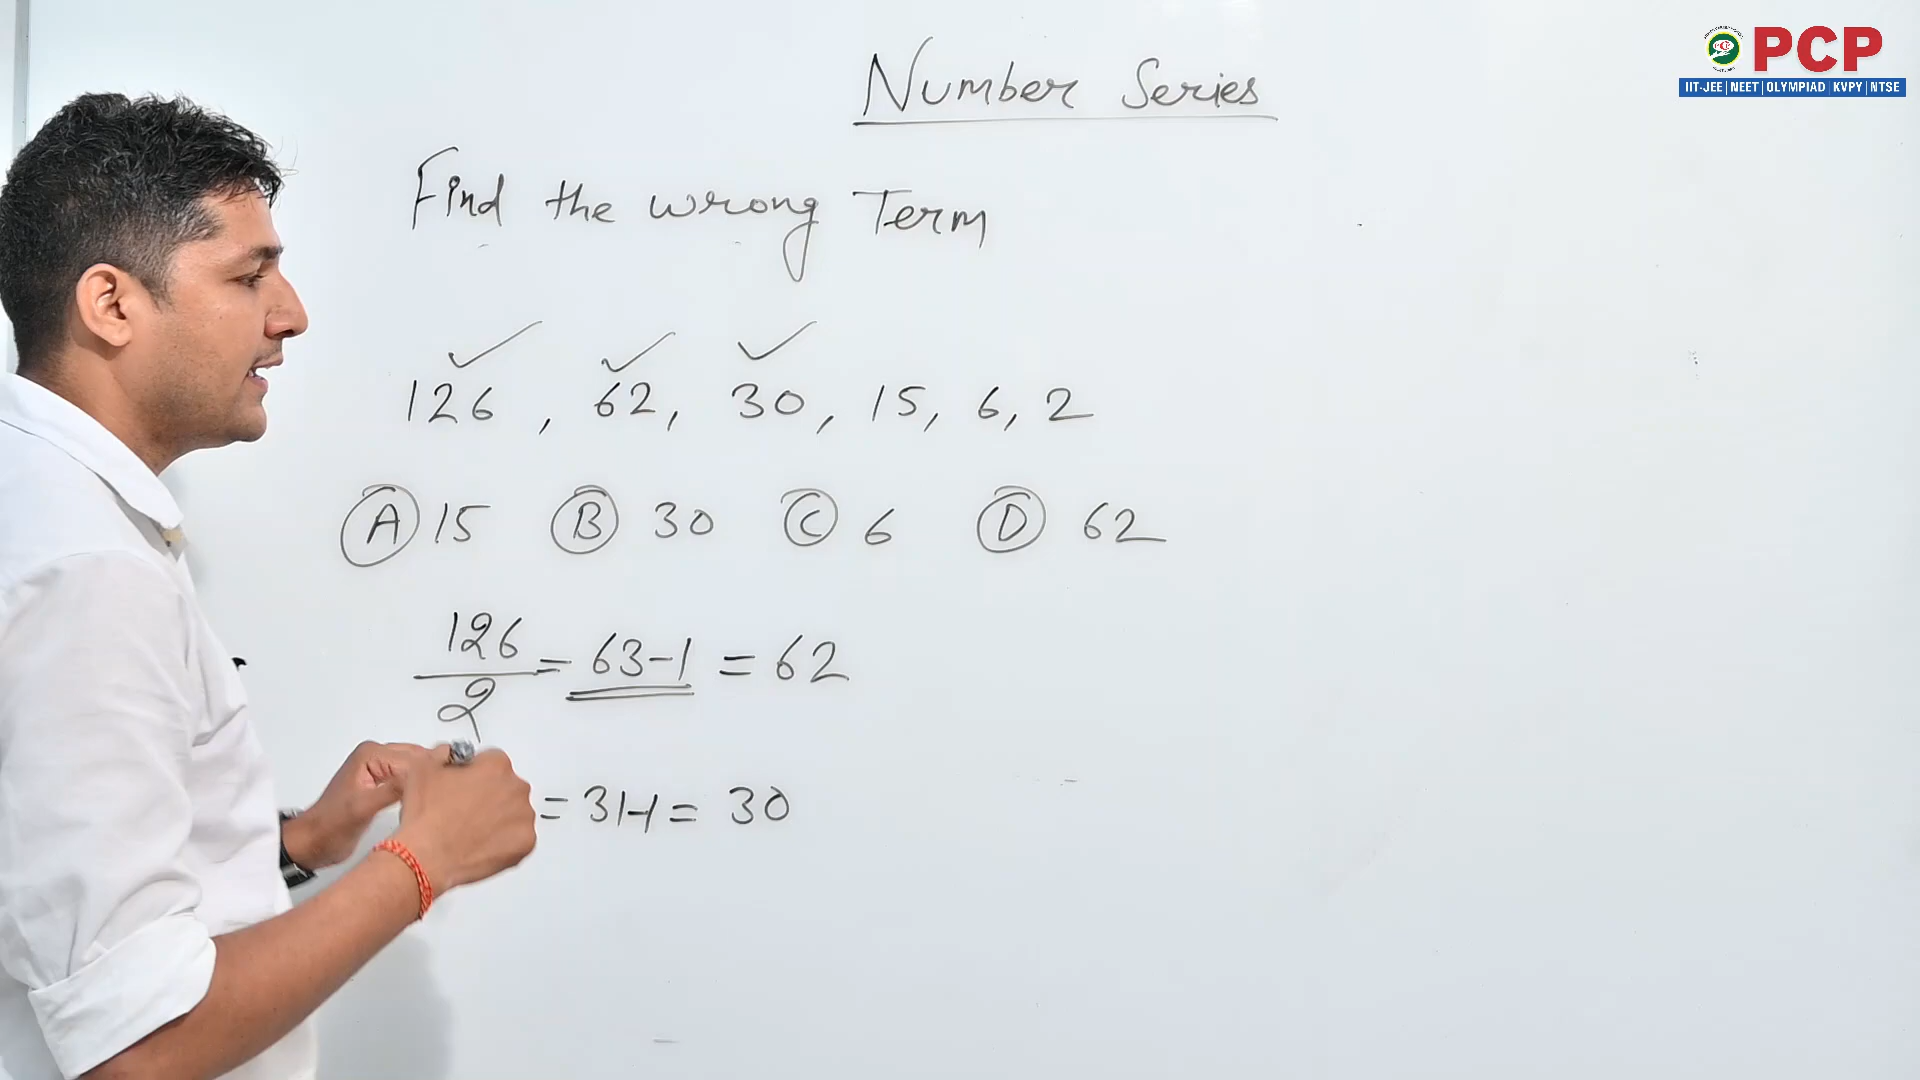 PCP
IIT-JEE | NEET | OLYMPIAD | KVPY | NTSE
Number Series
Find the wrong Term
126, 62, 30, 15, 6, 2
A 15 B 30 C 6 D 62
126/2 = 63-1 = 62
= 31-1 = 30